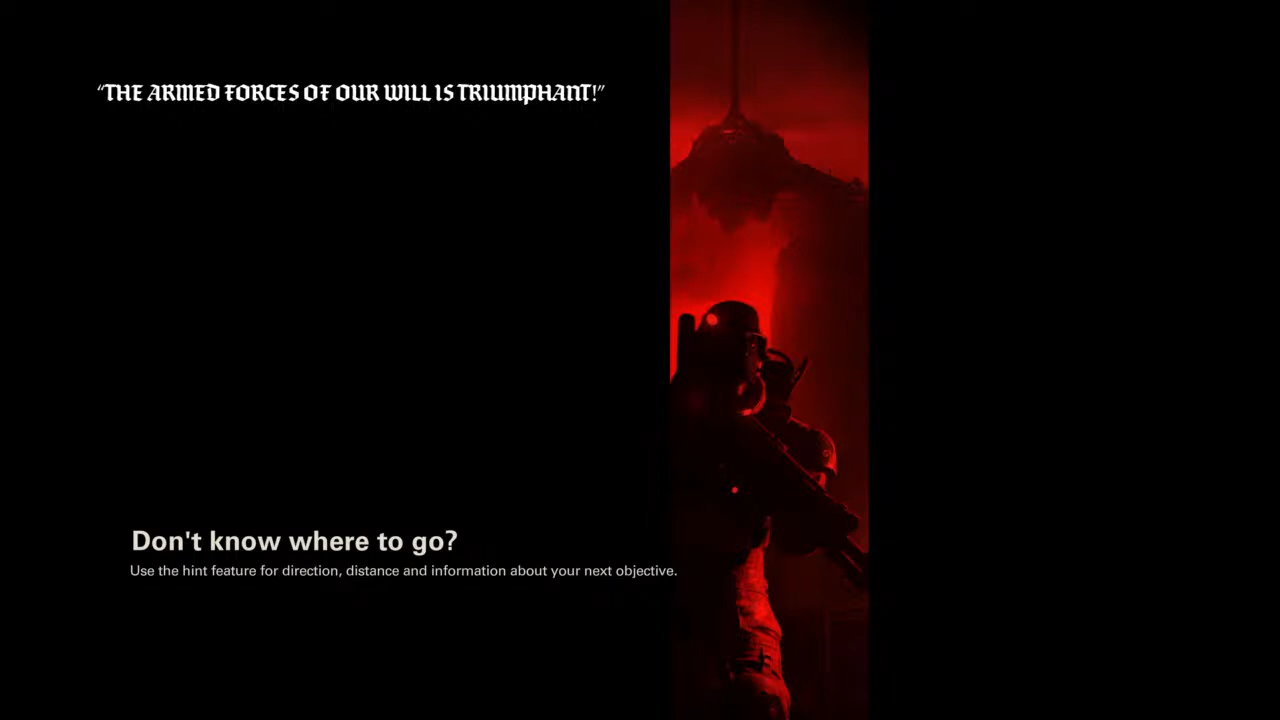 “THE ARMED FORCES OF OUR WILL IS TRIUMPHANT!”
Don't know where to go?
Use the hint feature for direction, distance and information about your next objective.